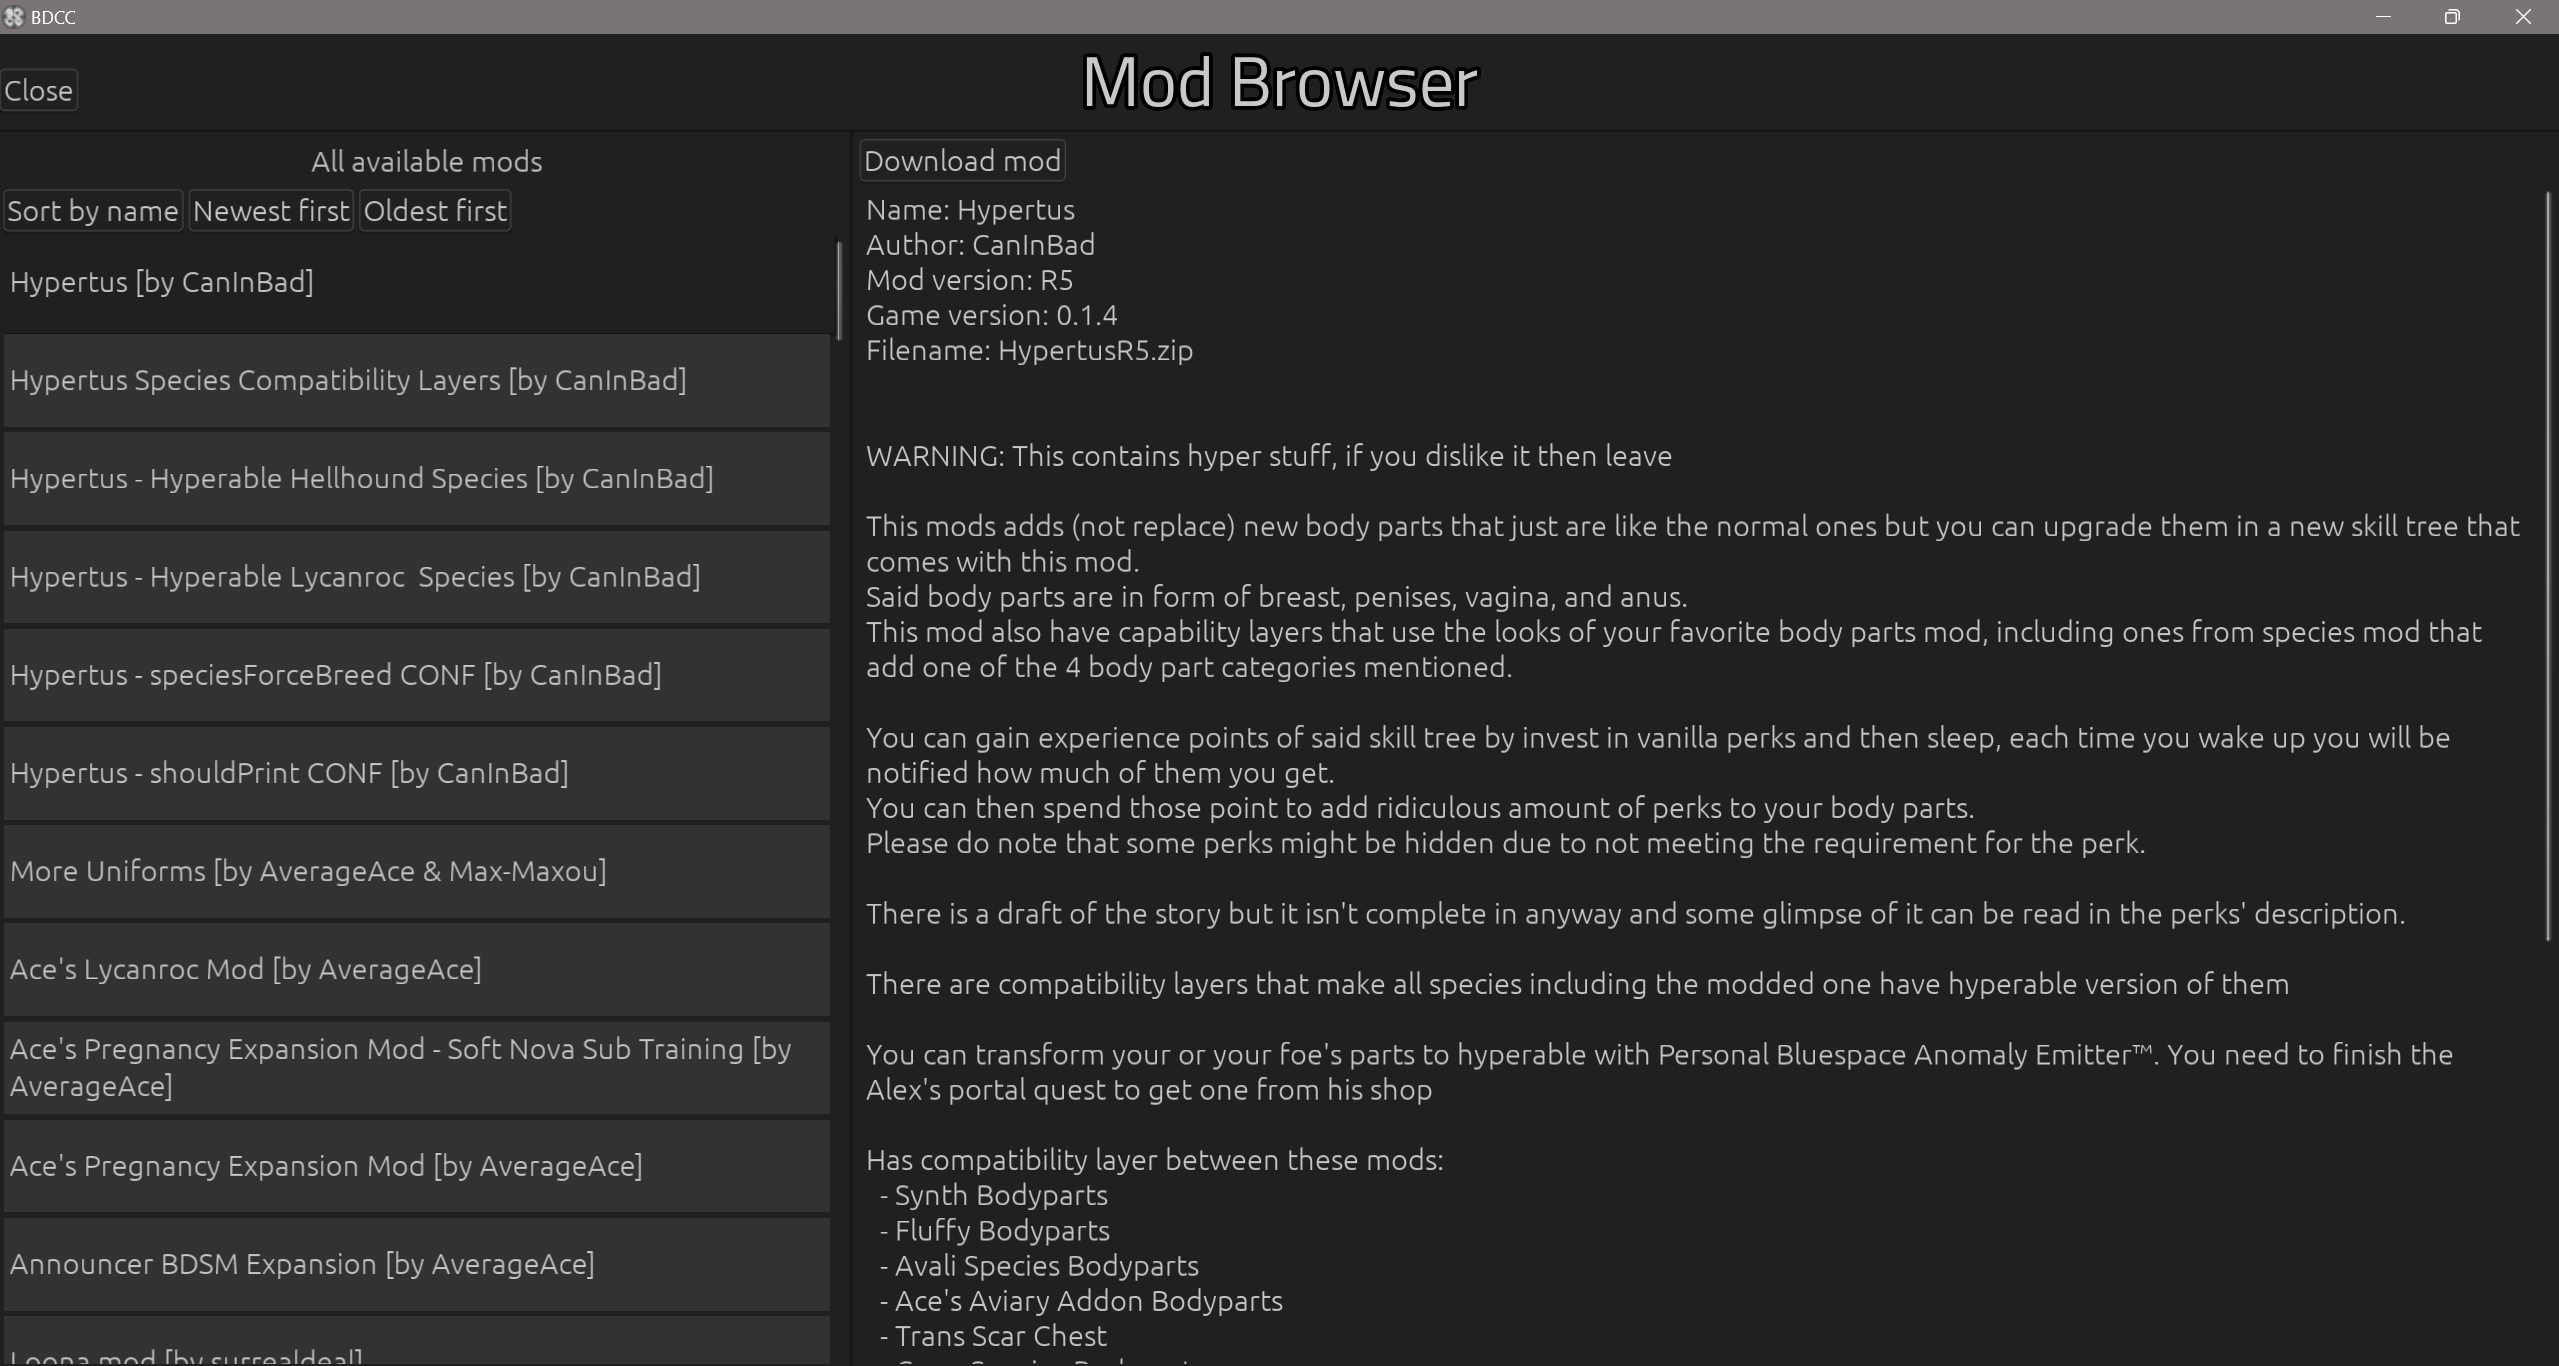 BDCC
Mod Browser
Close
All available mods
Sort by name Newest first Oldest first
Hypertus [by CanInBad]
Hypertus Species Compatibility Layers [by CanInBad]
Hypertus - Hyperable Hellhound Species [by CanInBad]
Hypertus - Hyperable Lycanroc  Species [by CanInBad]
Hypertus - speciesForceBreed CONF [by CanInBad]
Hypertus - shouldPrint CONF [by CanInBad]
More Uniforms [by AverageAce & Max-Maxou]
Ace's Lycanroc Mod [by AverageAce]
Ace's Pregnancy Expansion Mod - Soft Nova Sub Training [by
AverageAce]
Ace's Pregnancy Expansion Mod [by AverageAce]
Announcer BDSM Expansion [by AverageAce]
Loona mod [by surrealdeal]
Download mod
Name: Hypertus
Author: CanInBad
Mod version: R5
Game version: 0.1.4
Filename: HypertusR5.zip
WARNING: This contains hyper stuff, if you dislike it then leave
This mods adds (not replace) new body parts that just are like the normal ones but you can upgrade them in a new skill tree that
comes with this mod.
Said body parts are in form of breast, penises, vagina, and anus.
This mod also have capability layers that use the looks of your favorite body parts mod, including ones from species mod that
add one of the 4 body part categories mentioned.
You can gain experience points of said skill tree by invest in vanilla perks and then sleep, each time you wake up you will be
notified how much of them you get.
You can then spend those point to add ridiculous amount of perks to your body parts.
Please do note that some perks might be hidden due to not meeting the requirement for the perk.
There is a draft of the story but it isn't complete in anyway and some glimpse of it can be read in the perks' description.
There are compatibility layers that make all species including the modded one have hyperable version of them
You can transform your or your foe's parts to hyperable with Personal Bluespace Anomaly Emitter™. You need to finish the
Alex's portal quest to get one from his shop
Has compatibility layer between these mods:
- Synth Bodyparts
- Fluffy Bodyparts
- Avali Species Bodyparts
- Ace's Aviary Addon Bodyparts
- Trans Scar Chest